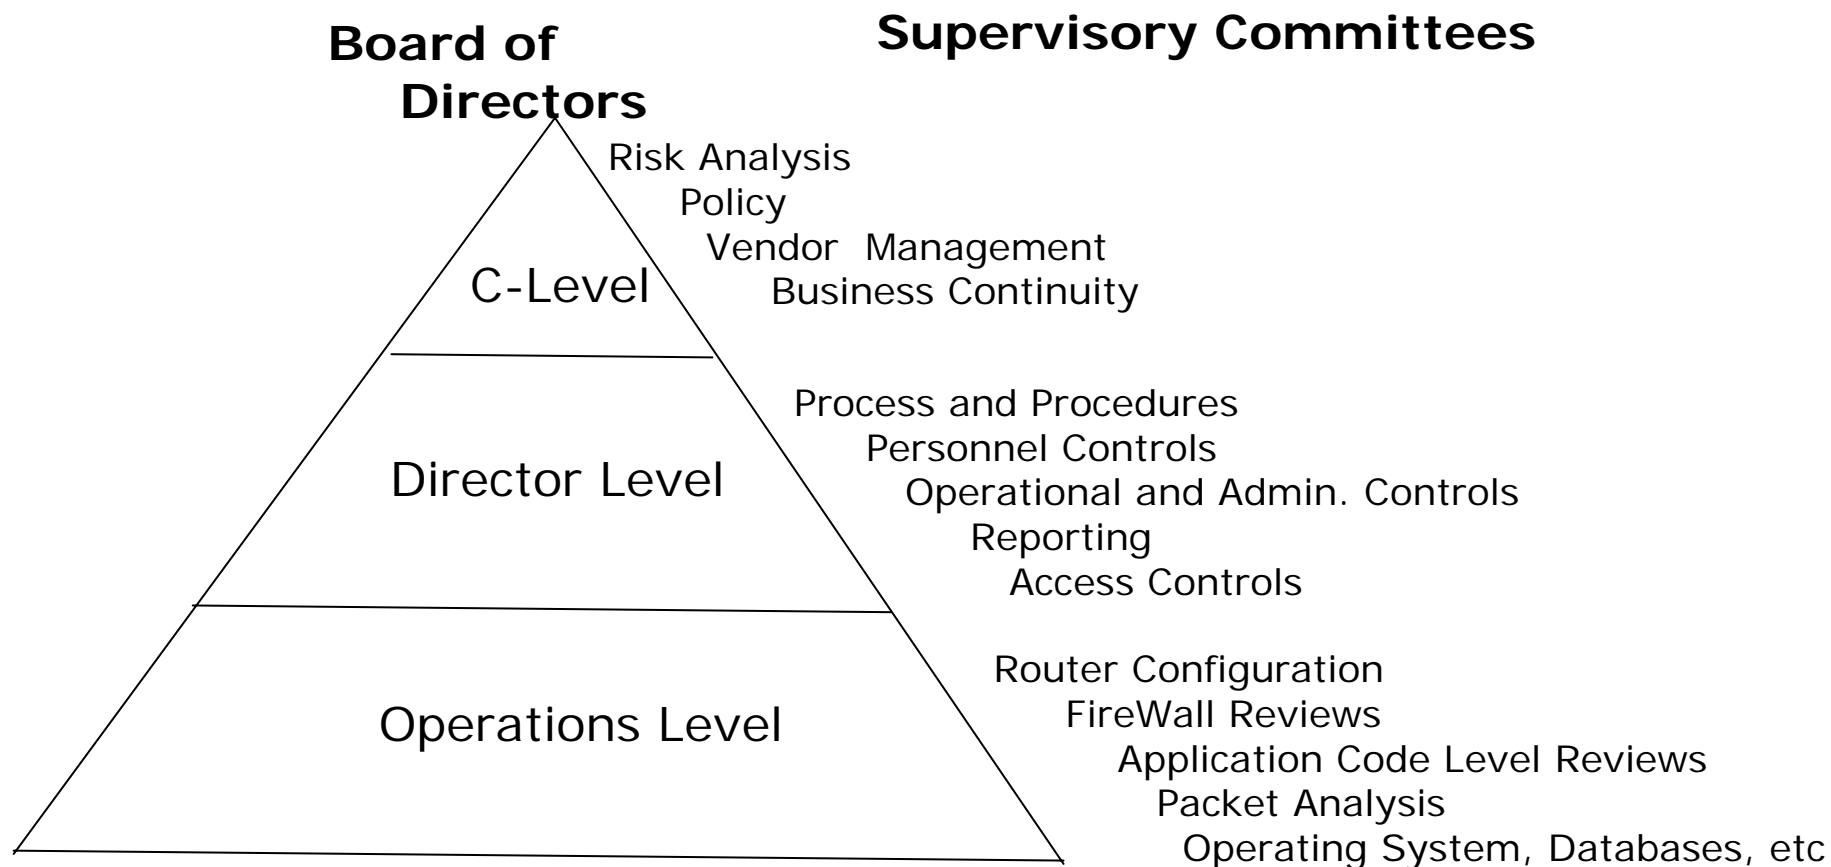 Board of
Directors
Supervisory Committees
Risk Analysis
Policy
Vendor Management
Business Continuity
C-Level
Process and Procedures
Personnel Controls
Operational and Admin. Controls
Reporting
Access Controls
Director Level
Router Configuration
FireWall Reviews
Application Code Level Reviews
Packet Analysis
Operating System, Databases, etc
Operations Level